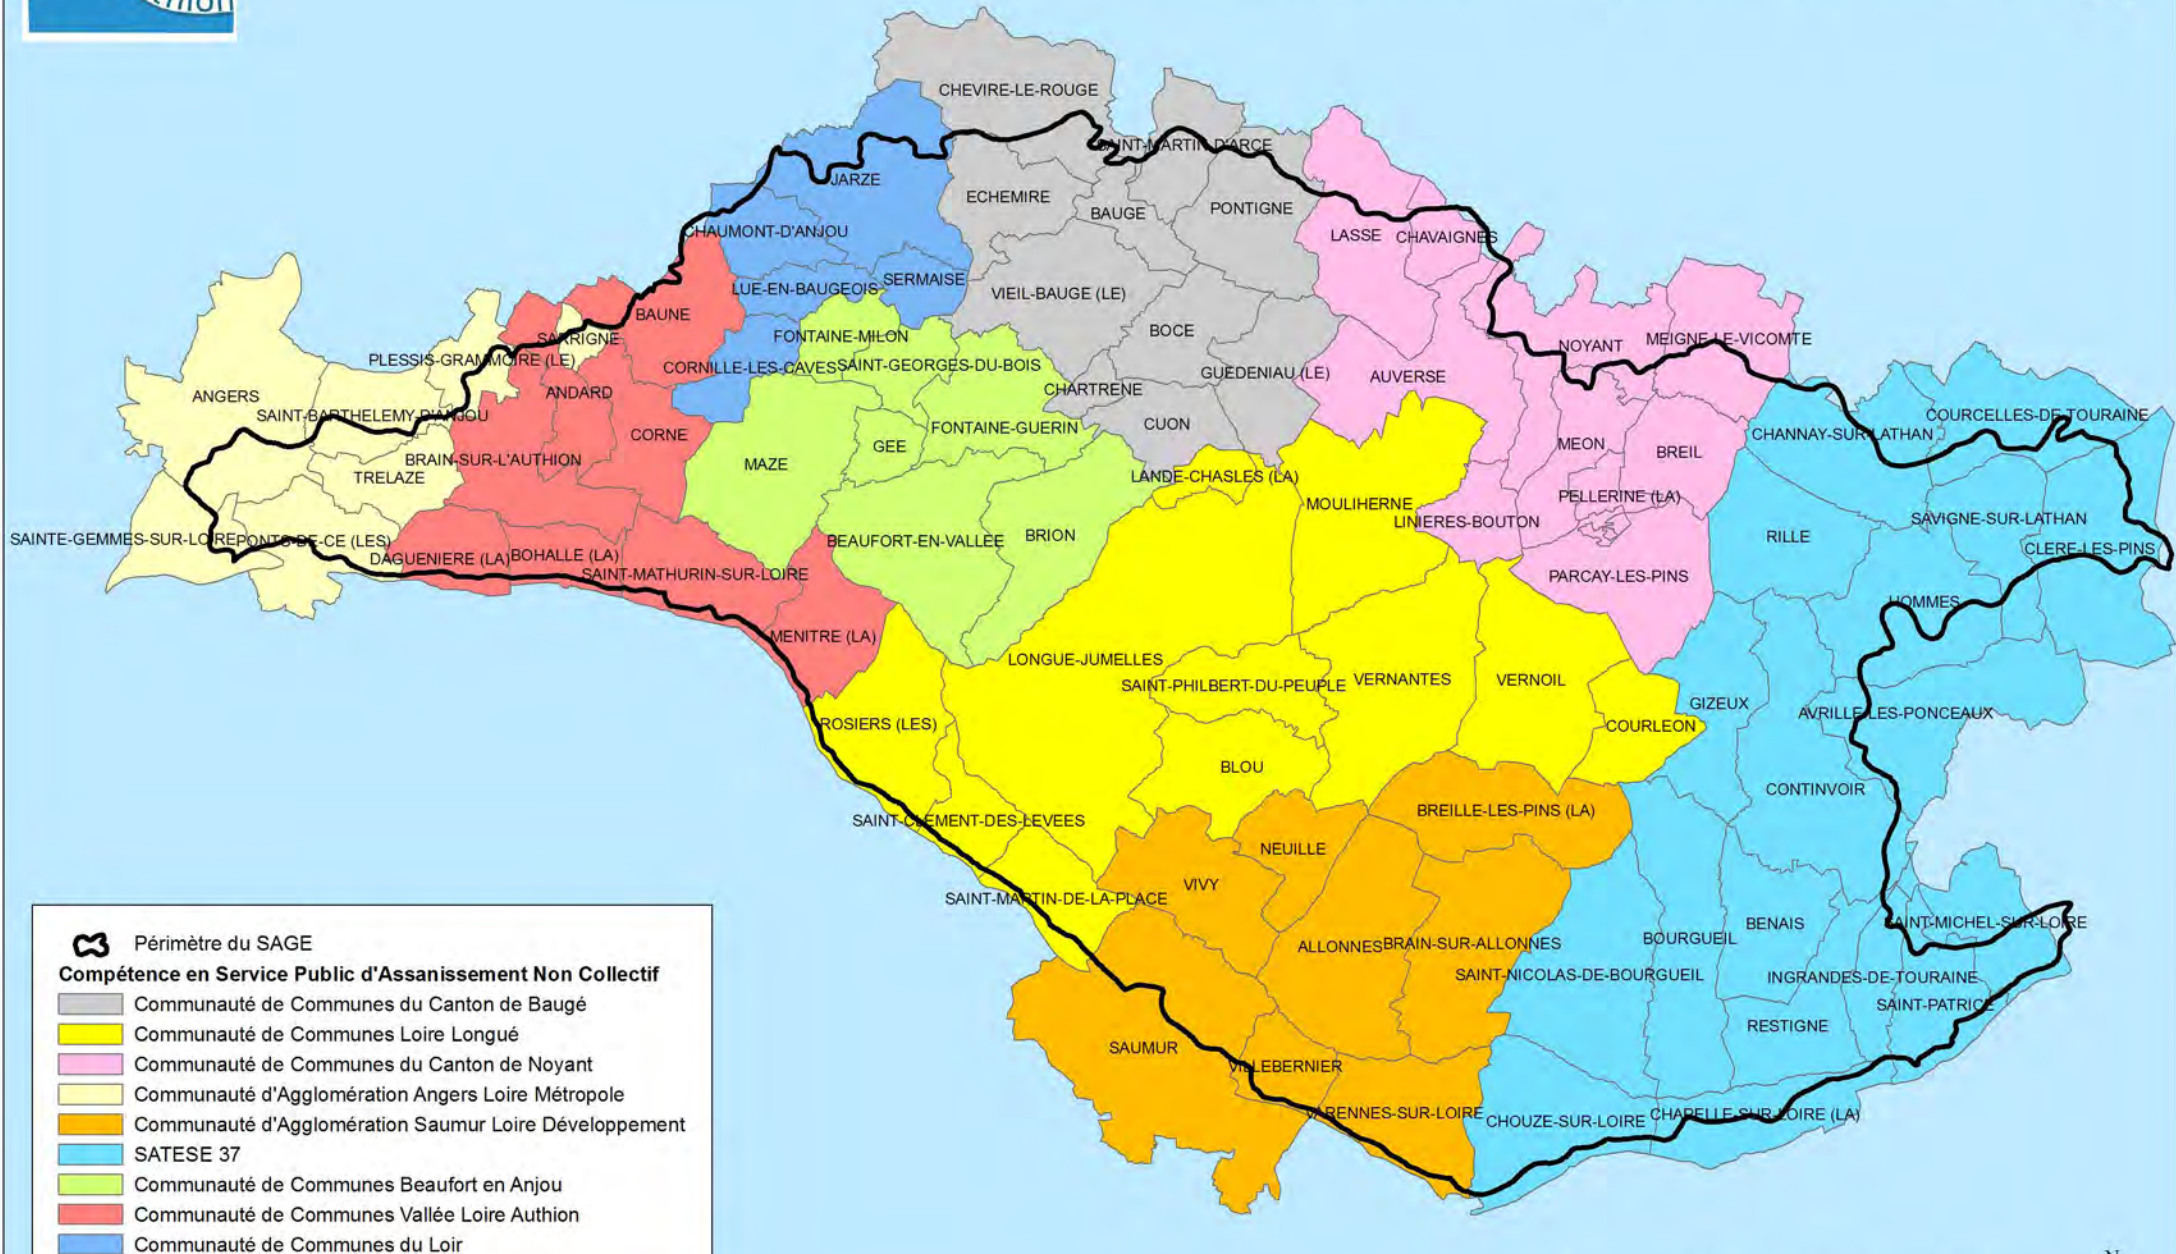 CHEVIRE-LE-ROUGE
SAINT-MARTIN-D'ARCE
JARZE
ECHEMIRE
BAUGE
PONTIGNE
CHAUMONT-D'ANJOU
LASSE
CHAVAIGNES
LUE-EN-BAUGEOIS
SERMAISE
VIEIL-BAUGE (LE)
BAUNE
BOCE
SARRIGNE
FONTAINE-MILON
NOYANT
MEIGNE-LE-VICOMTE
PLESSIS-GRAMMOIRE (LE)
CORNILLE-LES-CAVES
SAINT-GEORGES-DU-BOIS
GUEDENIAU (LE)
AUVERSE
ANGERS
ANDARD
CHARTRENE
SAINT-BARTHELEMY-D'ANJOU
COURCELLES-DE-TOURAINE
CORNE
GEE
FONTAINE-GUERIN
CUON
MEON
CHANNAY-SUR-LATHAN
BREIL
BRAIN-SUR-L'AUTHION
MAZE
TRELAZE
LANDE-CHASLES (LA)
MOULIHERNE
PELLERINE (LA)
LINIERES-BOUTON
SAVIGNE-SUR-LATHAN
SAINTE-GEMMES-SUR-LOIRE
PONTS-DE-CE (LES)
BEAUFORT-EN-VALLEE
BRION
RILLE
CLERE-LES-PINS
DAGUENIERE (LA)
BOHALLE (LA)
SAINT-MATHURIN-SUR-LOIRE
PARCAY-LES-PINS
HOMMES
MENITRE (LA)
LONGUE-JUMELLES
SAINT-PHILBERT-DU-PEUPLE
VERNANTES
VERNOIL
GIZEUX
AVRILLE-LES-PONCEAUX
ROSIERS (LES)
COURLEON
BLOU
CONTINVOIR
SAINT-CLEMENT-DES-LEVEES
BREILLE-LES-PINS (LA)
NEUILLE
VIVY
SAINT-MARTIN-DE-LA-PLACE
BENAIS
SAINT-MICHEL-SUR-LOIRE
ALLONNES
BRAIN-SUR-ALLONNES
BOURGUEIL
SAINT-NICOLAS-DE-BOURGUEIL
INGRANDES-DE-TOURAINE
SAINT-PATRICE
RESTIGNE
SAUMUR
VILLEBERNIER
VARENNES-SUR-LOIRE
CHOUZE-SUR-LOIRE
CHAPELLE-SUR-LOIRE (LA)
Périmètre du SAGE
Compétence en Service Public d'Assanissement Non Collectif
Communauté de Communes du Canton de Baugé
Communauté de Communes Loire Longué
Communauté de Communes du Canton de Noyant
Communauté d'Agglomération Angers Loire Métropole
Communauté d'Agglomération Saumur Loire Développement
SATESE 37
Communauté de Communes Beaufort en Anjou
Communauté de Communes Vallée Loire Authion
Communauté de Communes du Loir